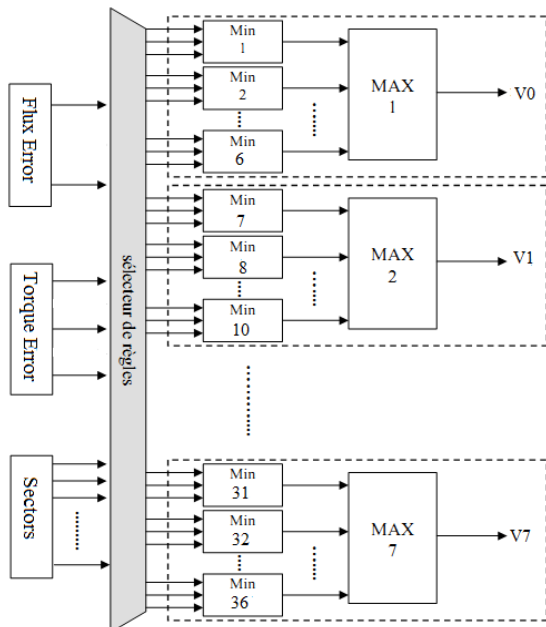 Flux Error
Torque Error
Sectors
sélecteur de règles
Min
1
Min
2
Min
6
MAX
1
V0
Min
7
Min
8
Min
10
MAX
2
V1
Min
31
Min
32
Min
36
MAX
7
V7